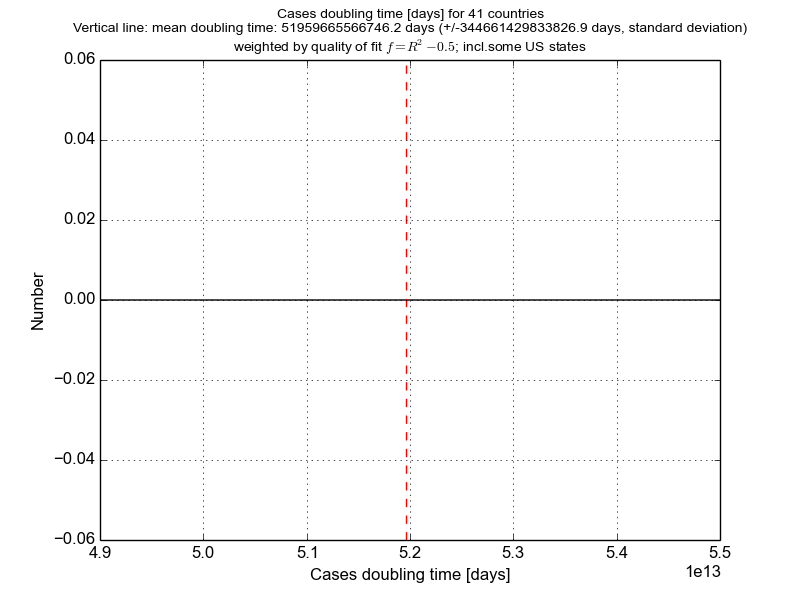 Cases doubling time [days] for 41 countries
Vertical line: mean doubling time: 51959665566746.2 days (+/-344661429833826.9 days, standard deviation)
weighted by quality of fit f=R² −0.5; incl.some US states
0.06
0.04
0.02
0.00
−0.02
−0.04
−0.06
Number
4.9 5.0 5.1 5.2 5.3 5.4 5.5
1e13
Cases doubling time [days]